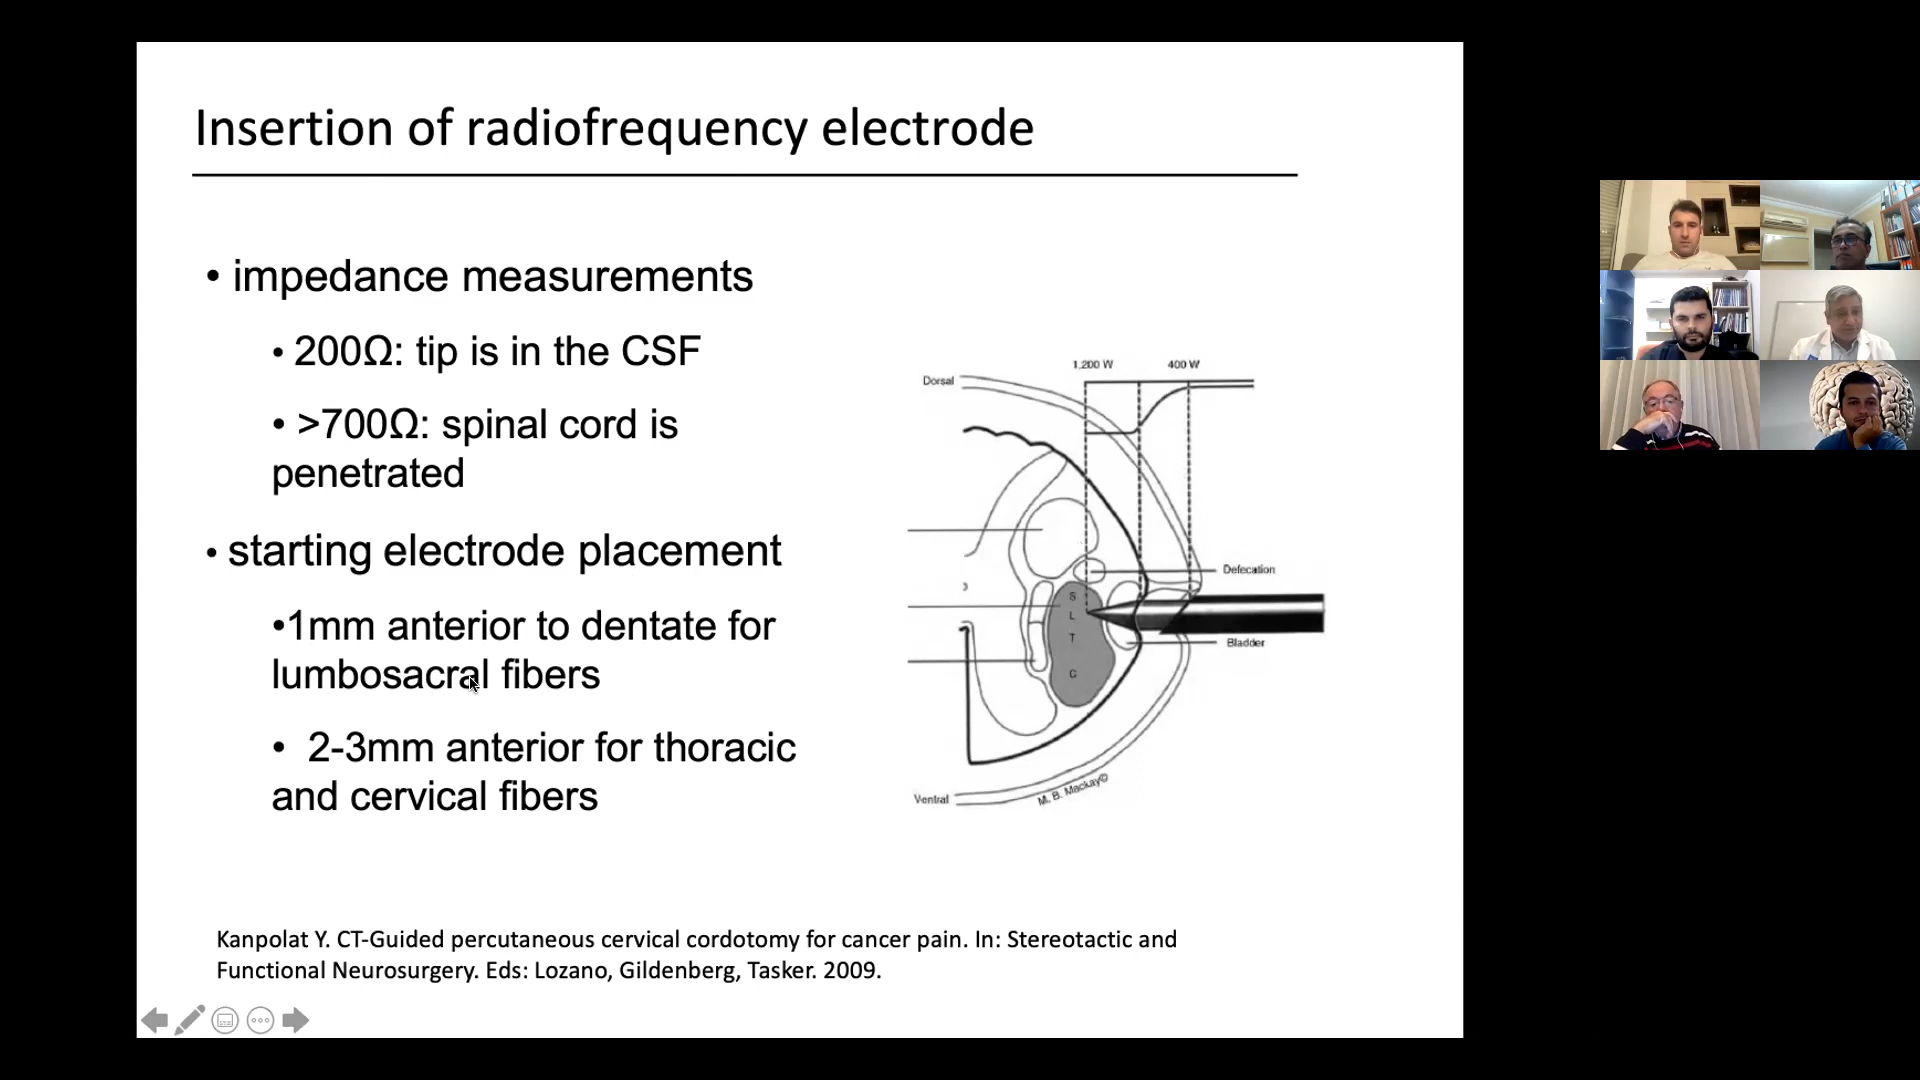 Insertion of radiofrequency electrode
• impedance measurements
• 200Ω: tip is in the CSF
• >700Ω: spinal cord is
penetrated
• starting electrode placement
•1mm anterior to dentate for
lumbosacral fibers
• 2-3mm anterior for thoracic
and cervical fibers
1,200 W 400 W
Dorsal
Defecation
S
L
T
C
Bladder
Ventral
M. B. Mackay©
Kanpolat Y. CT-Guided percutaneous cervical cordotomy for cancer pain. In: Stereotactic and
Functional Neurosurgery. Eds: Lozano, Gildenberg, Tasker. 2009.